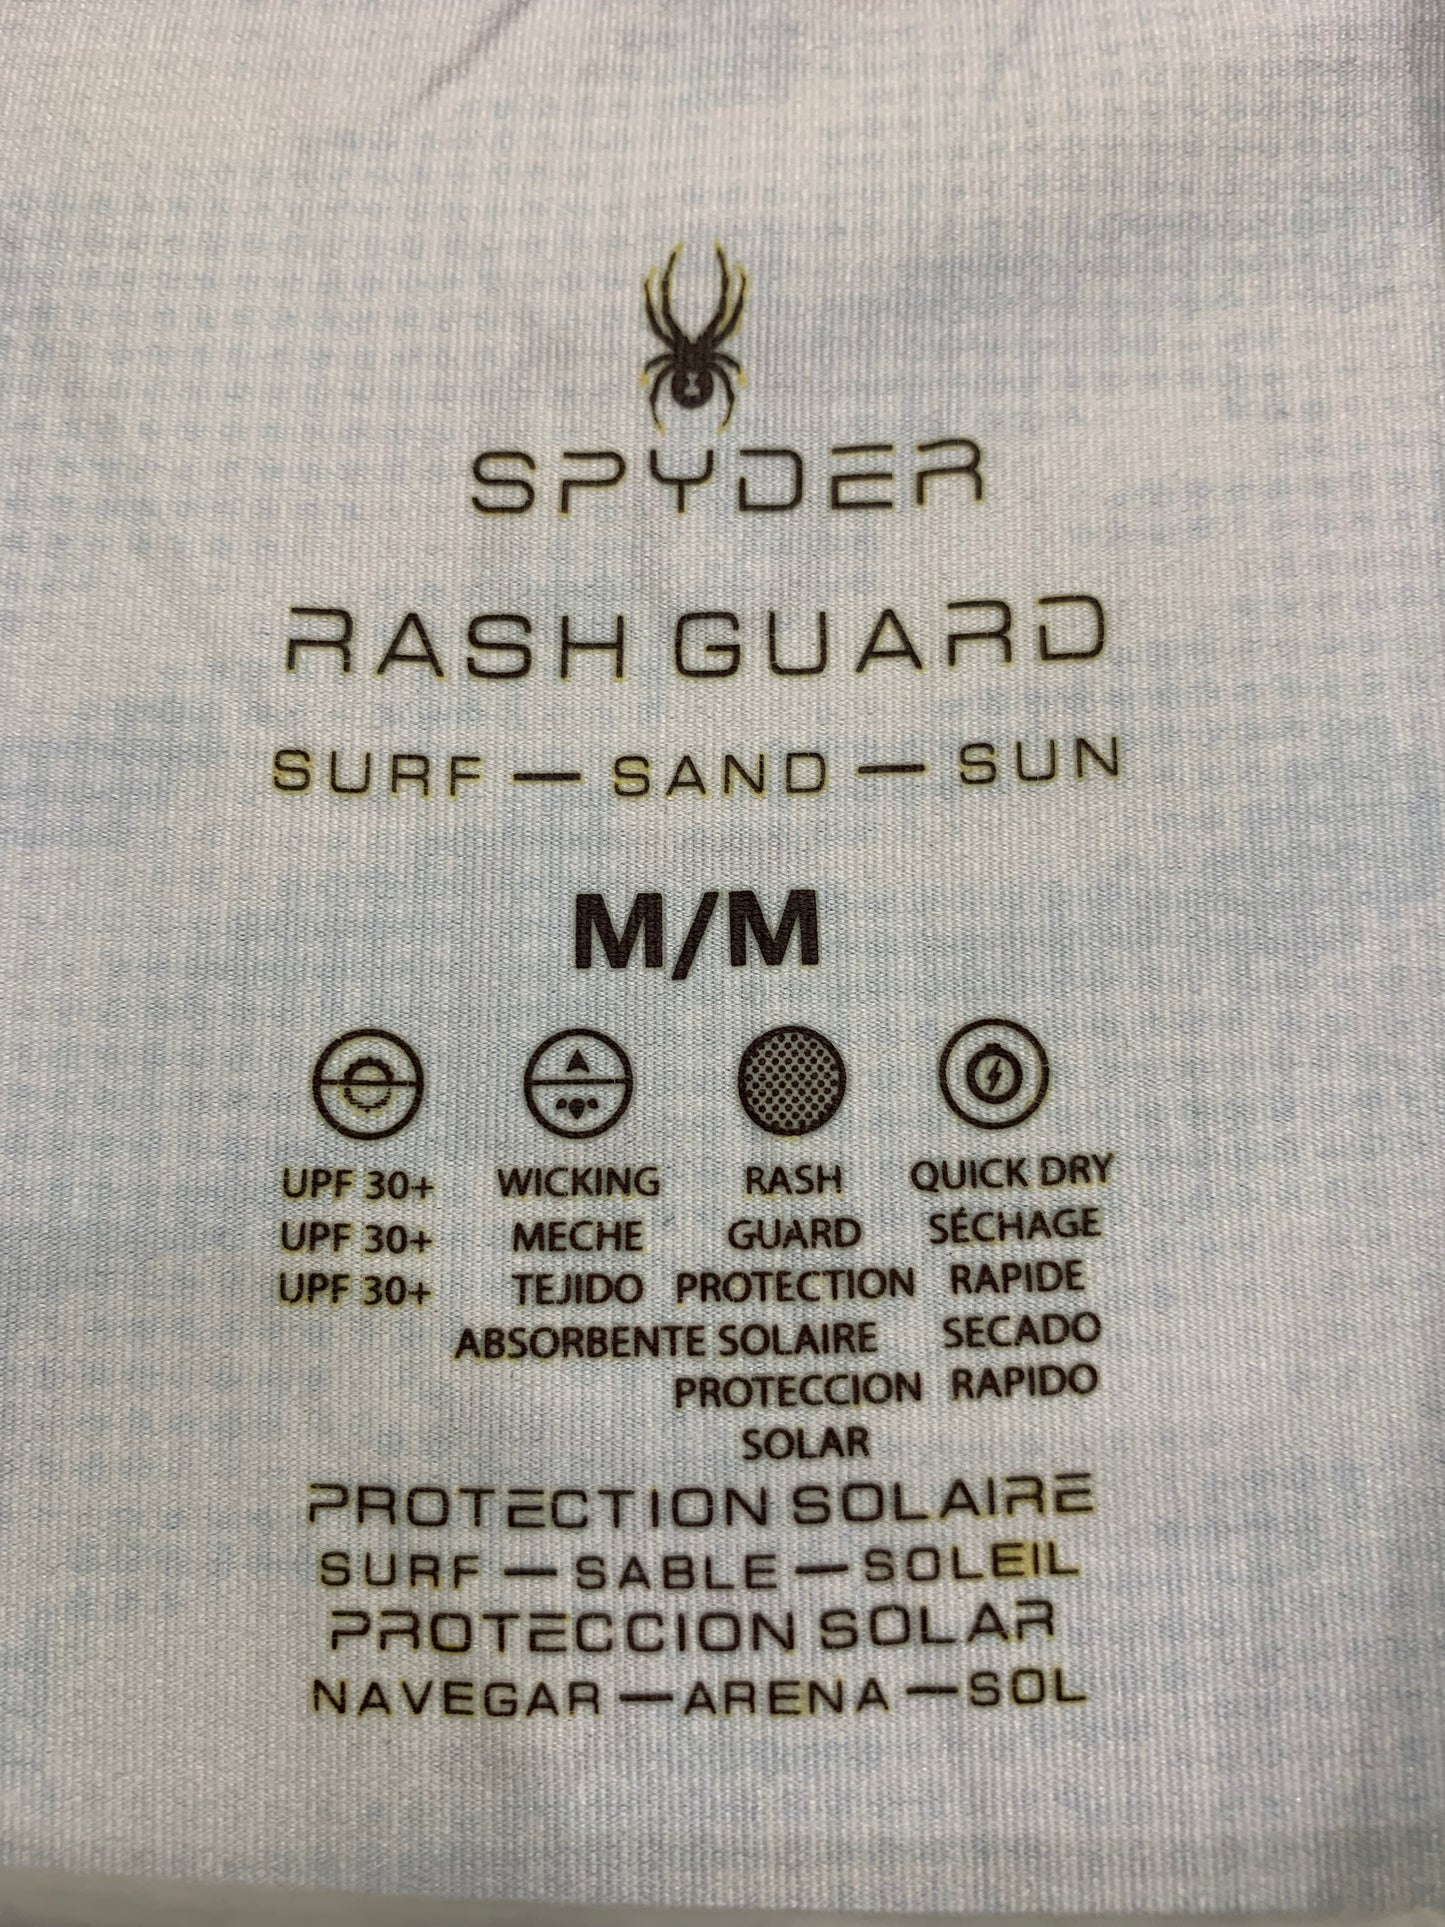 SPYDER
RASH GUARD
SURF — SAND — SUN
M/M
UPF 30+ WICKING RASH QUICK DRY
UPF 30+ MECHE GUARD SÉCHAGE
UPF 30+ TEJIDO PROTECTION RAPIDE
ABSORBENTE SOLAIRE SECADO
PROTECCION RAPIDO
SOLAR
PROTECTION SOLAIRE
SURF — SABLE — SOLEIL
PROTECCION SOLAR
NAVEGAR — ARENA — SOL